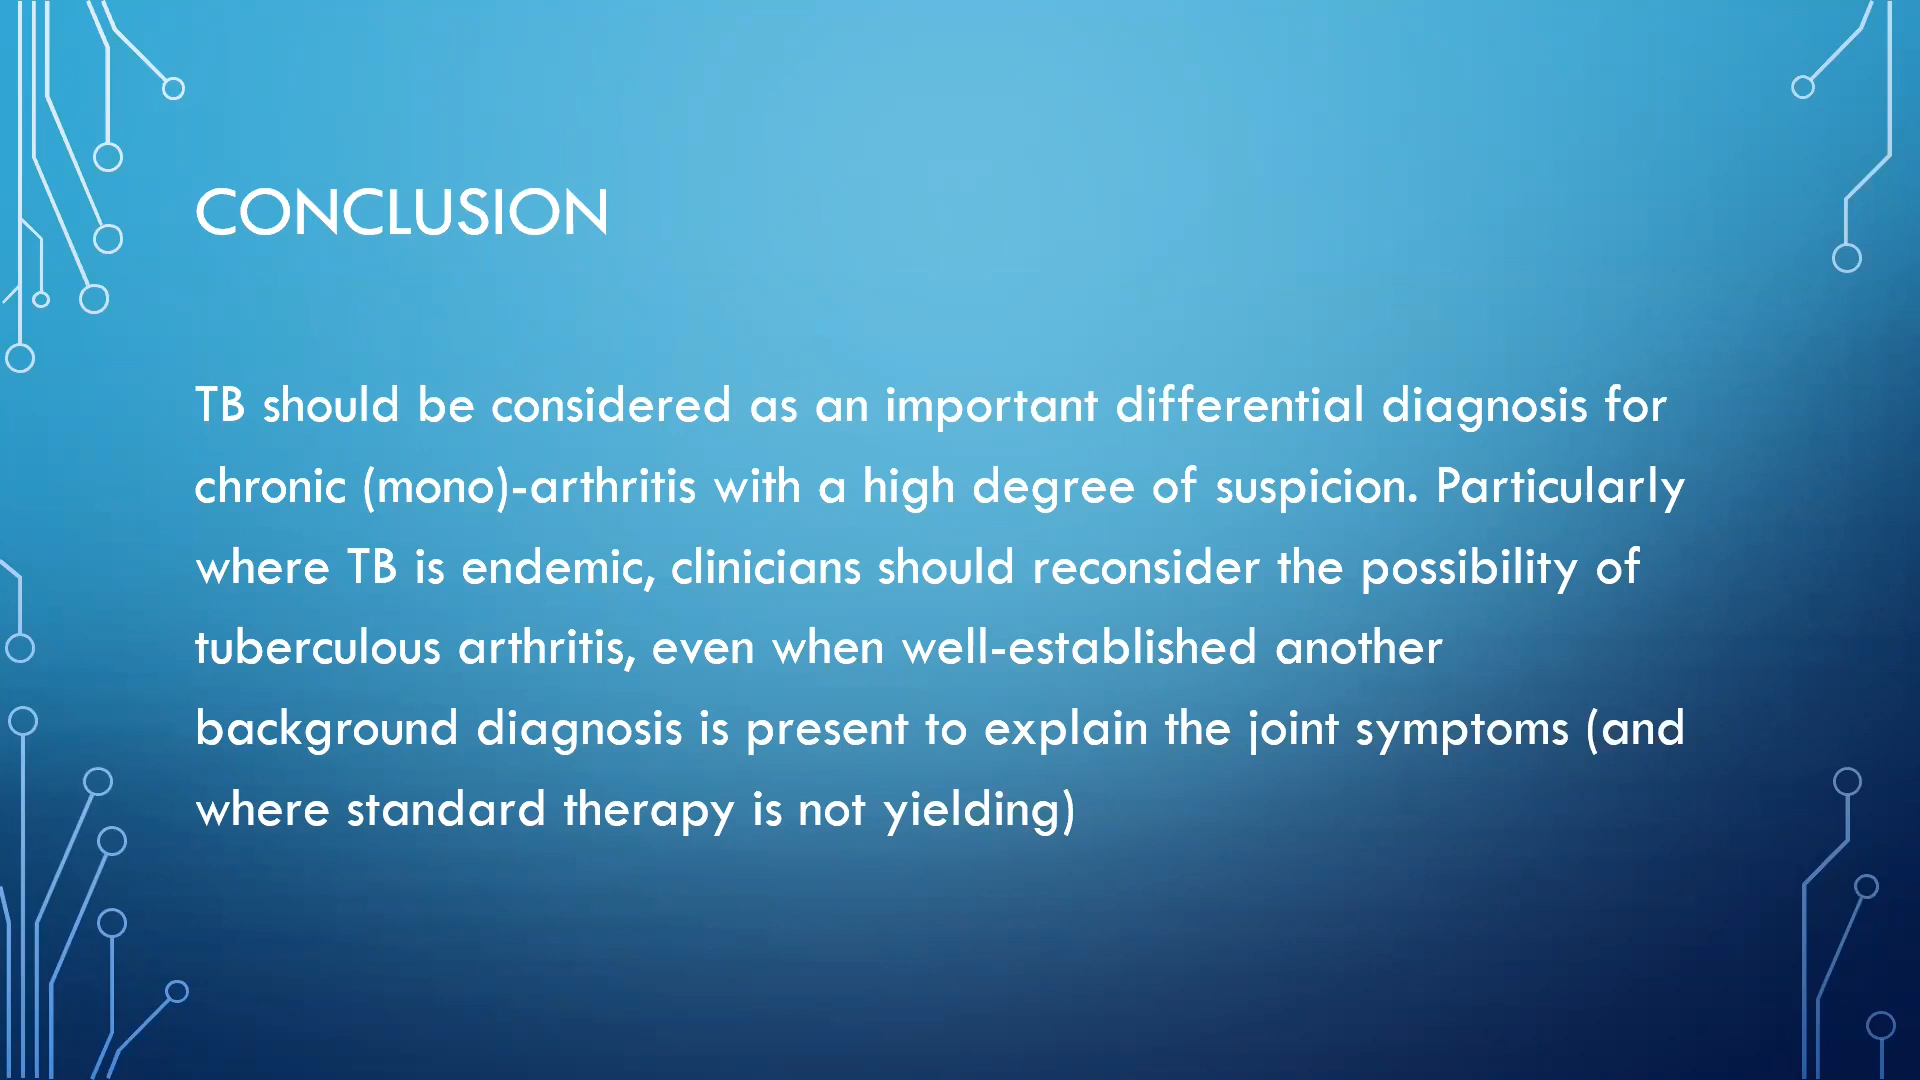 CONCLUSION
TB should be considered as an important differential diagnosis for
chronic (mono)-arthritis with a high degree of suspicion. Particularly
where TB is endemic, clinicians should reconsider the possibility of
tuberculous arthritis, even when well-established another
background diagnosis is present to explain the joint symptoms (and
where standard therapy is not yielding)